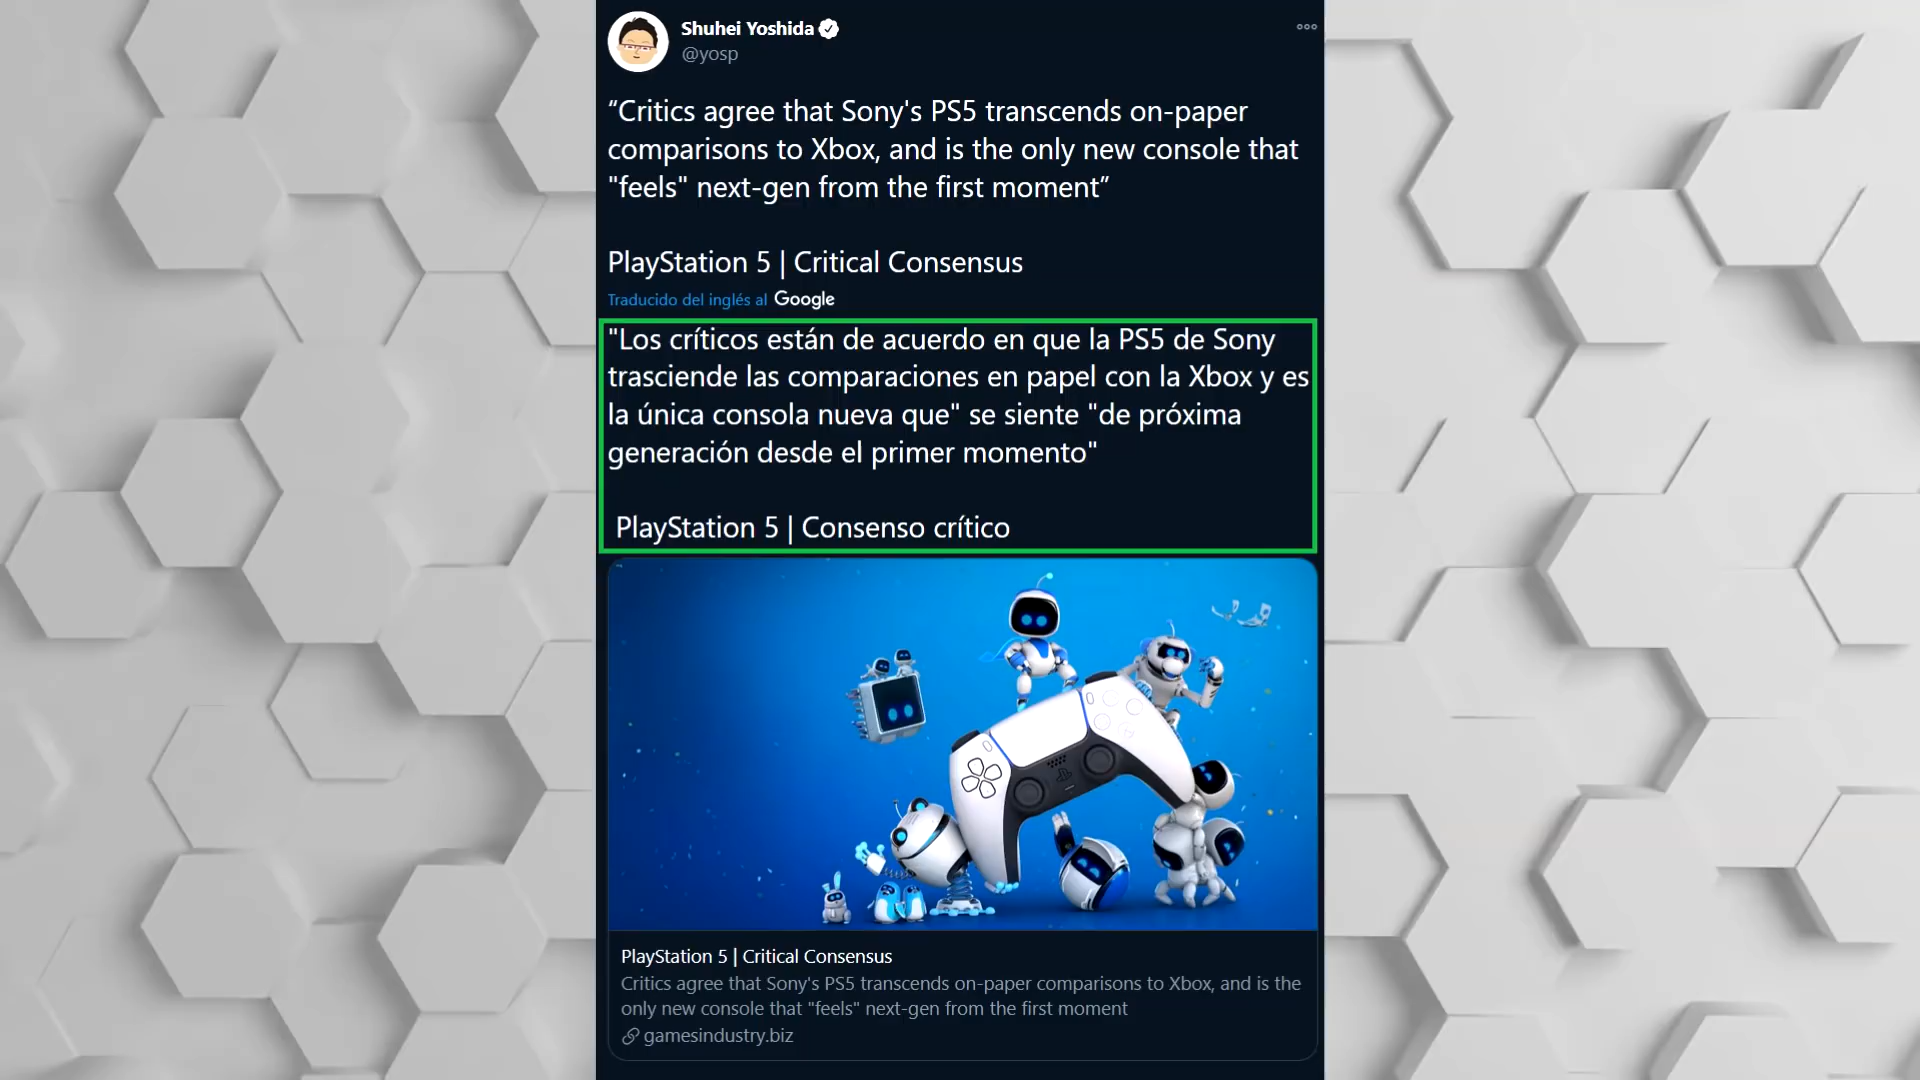 Shuhei Yoshida
@yosp
“Critics agree that Sony's PS5 transcends on-paper
comparisons to Xbox, and is the only new console that
"feels" next-gen from the first moment”
PlayStation 5 | Critical Consensus
Traducido del inglés al Google
"Los críticos están de acuerdo en que la PS5 de Sony
trasciende las comparaciones en papel con la Xbox y es
la única consola nueva que" se siente "de próxima
generación desde el primer momento"
PlayStation 5 | Consenso crítico
PlayStation 5 | Critical Consensus
Critics agree that Sony's PS5 transcends on-paper comparisons to Xbox, and is the
only new console that "feels" next-gen from the first moment
gamesindustry.biz